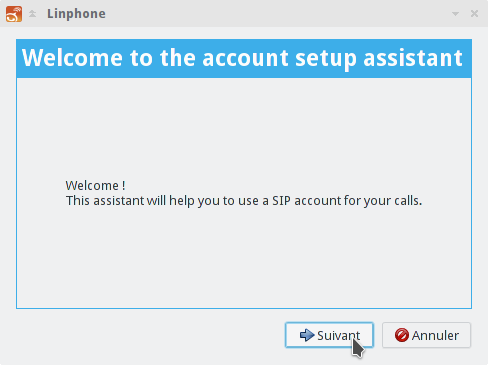 Linphone
Welcome to the account setup assistant
Welcome !
This assistant will help you to use a SIP account for your calls.
Suivant
Annuler